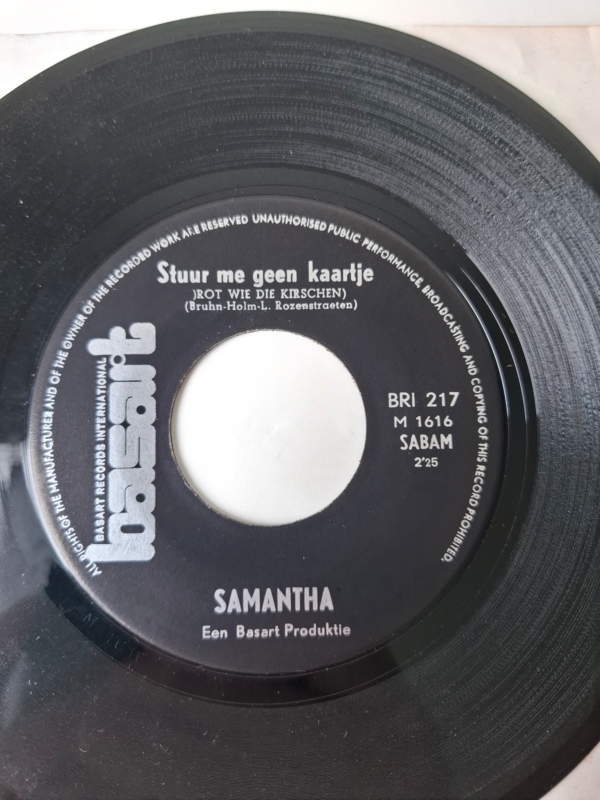 ALL RIGHTS OF THE MANUFACTURER AND OF THE OWNER OF THE RECORDED WORK ARE RESERVED UNAUTHORISED PUBLIC PERFORMANCE BROADCASTING AND COPYING OF THIS RECORD PROHIBITED.
Stuur me geen kaartje
)ROT WIE DIE KIRSCHEN)
(Bruhn-Holm-L. Rozenstraeten)
basart
BASART RECORDS INTERNATIONAL
BRI 217
M 1616
SABAM
2'25
SAMANTHA
Een Basart Produktie